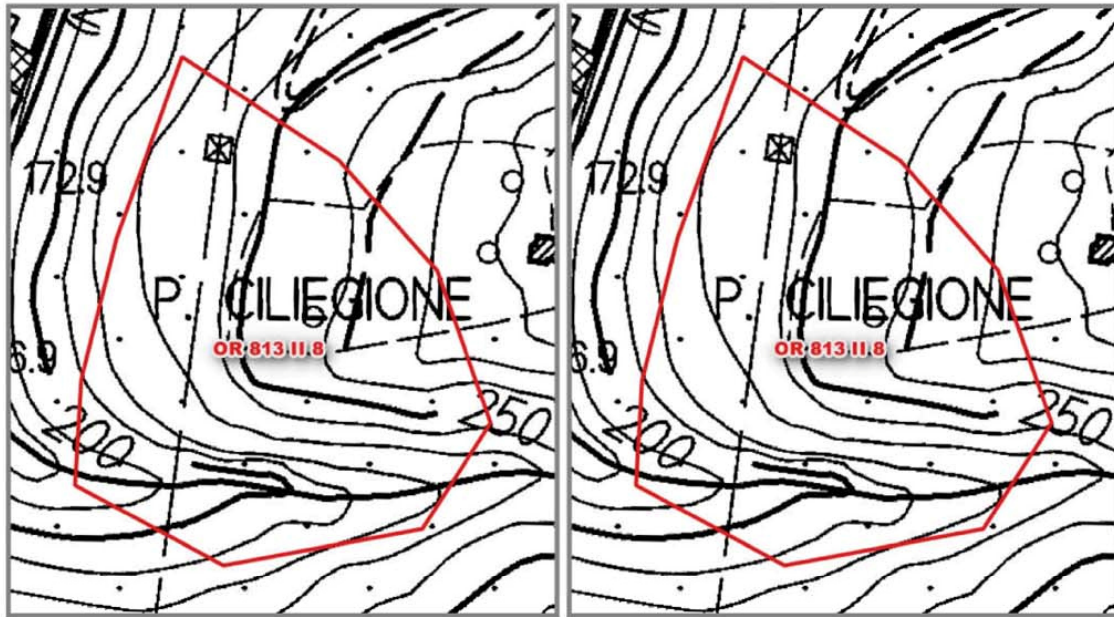 172.9
P. CILIEGIONE
OR 813 II 8
6.9
200
250
172.9
P. CILIEGIONE
OR 813 II 8
6.9
200
250